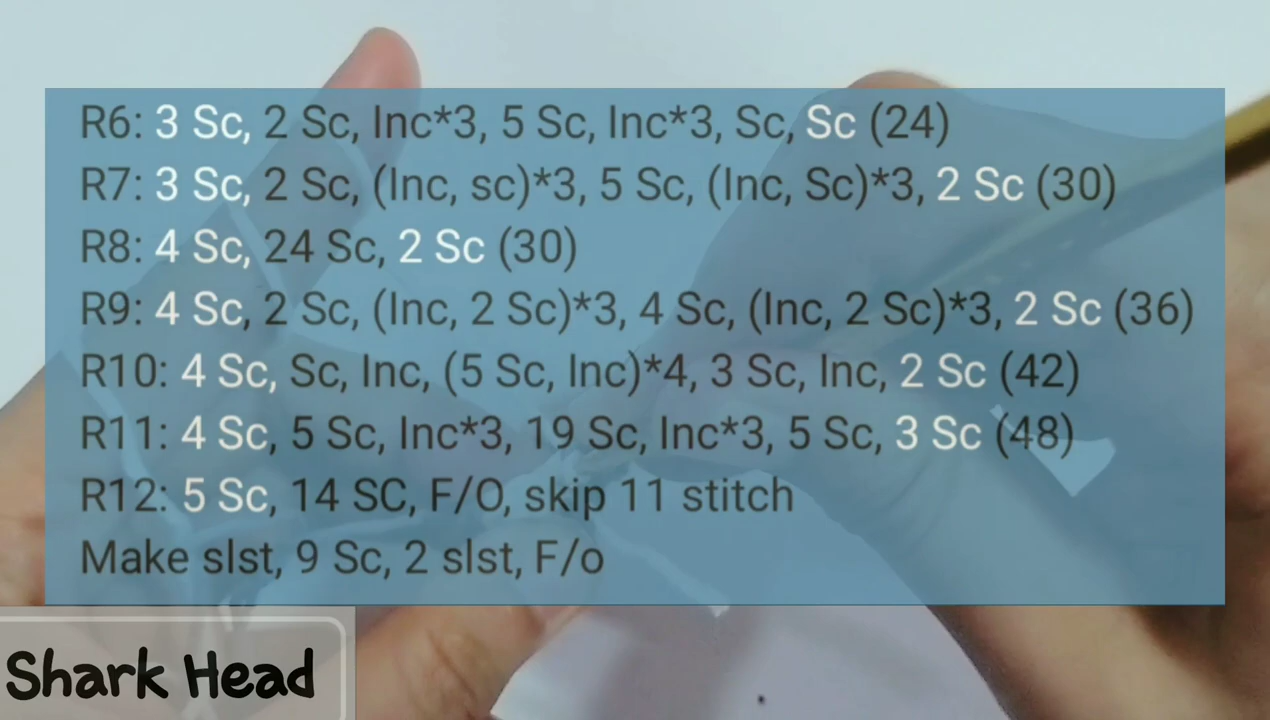 R6: 3 Sc, 2 Sc, Inc*3, 5 Sc, Inc*3, Sc, Sc (24)
R7: 3 Sc, 2 Sc, (Inc, sc)*3, 5 Sc, (Inc, Sc)*3, 2 Sc (30)
R8: 4 Sc, 24 Sc, 2 Sc (30)
R9: 4 Sc, 2 Sc, (Inc, 2 Sc)*3, 4 Sc, (Inc, 2 Sc)*3, 2 Sc (36)
R10: 4 Sc, Sc, Inc, (5 Sc, Inc)*4, 3 Sc, Inc, 2 Sc (42)
R11: 4 Sc, 5 Sc, Inc*3, 19 Sc, Inc*3, 5 Sc, 3 Sc (48)
R12: 5 Sc, 14 SC, F/O, skip 11 stitch
Make slst, 9 Sc, 2 slst, F/o
Shark Head